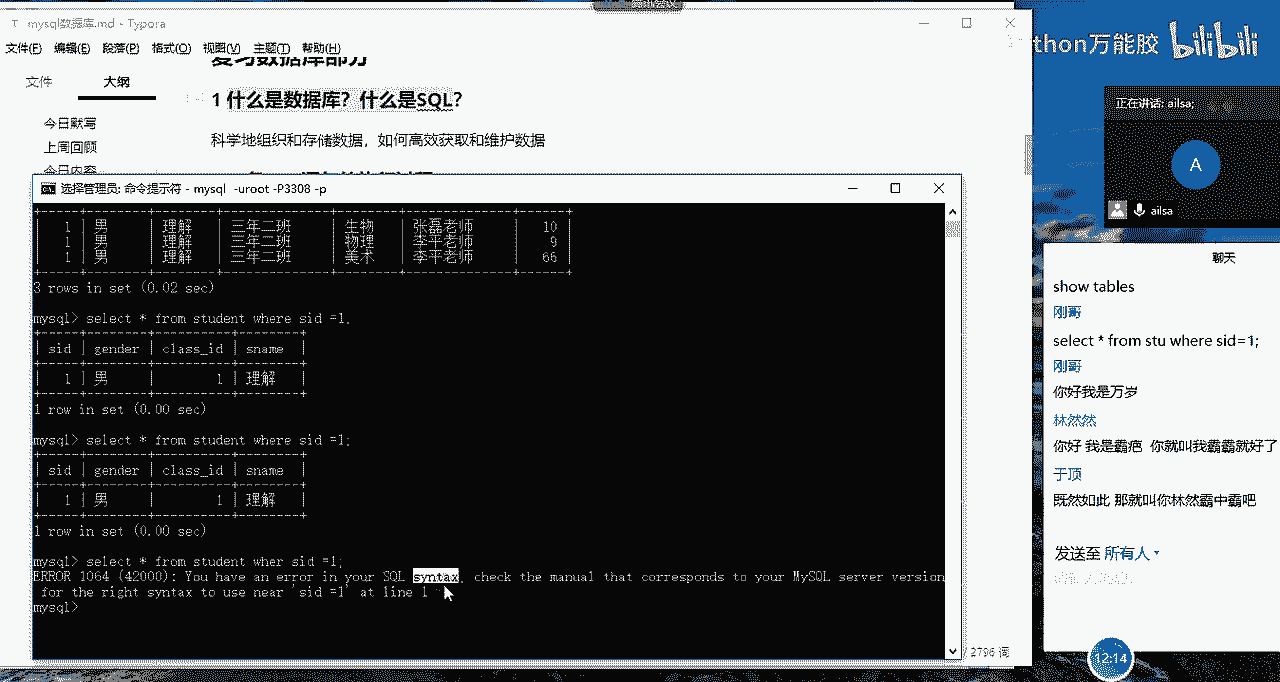 mysql数据库.md - Typora
文件(F) 编辑(E) 段落(P) 格式(O) 视图(V) 主题(T) 帮助(H)
文件 大纲
今日默写
上周回顾
今日内容
复习数据库部分
1 什么是数据库？什么是SQL？
科学地组织和存储数据，如何高效获取和维护数据
选择管理员: 命令提示符 - mysql -uroot -P3308 -p
| 1 | 男 | 理解 | 三年二班 | 生物 | 张磊老师 | 10 |
| 1 | 男 | 理解 | 三年二班 | 物理 | 李平老师 | 9 |
| 1 | 男 | 理解 | 三年二班 | 美术 | 李平老师 | 66 |
3 rows in set (0.02 sec)
mysql> select * from student where sid =1;
| sid | gender | class_id | sname |
| 1 | 男 | 1 | 理解 |
1 row in set (0.00 sec)
mysql> select * from student where sid =1;
| sid | gender | class_id | sname |
| 1 | 男 | 1 | 理解 |
1 row in set (0.00 sec)
mysql> select * from student wher sid =1;
ERROR 1064 (42000): You have an error in your SQL syntax; check the manual that corresponds to your MySQL server version
for the right syntax to use near 'sid =1' at line 1
mysql>
/ 2796 词
thon万能胶 bilibili
正在讲话: ailsa;
A
ailsa
聊天
show tables
刚哥
select * from stu where sid=1;
刚哥
你好我是万岁
林然然
你好 我是霸疤 你就叫我霸霸就好了
于顶
既然如此 那就叫你林然霸中霸吧
发送至 所有人
12:14